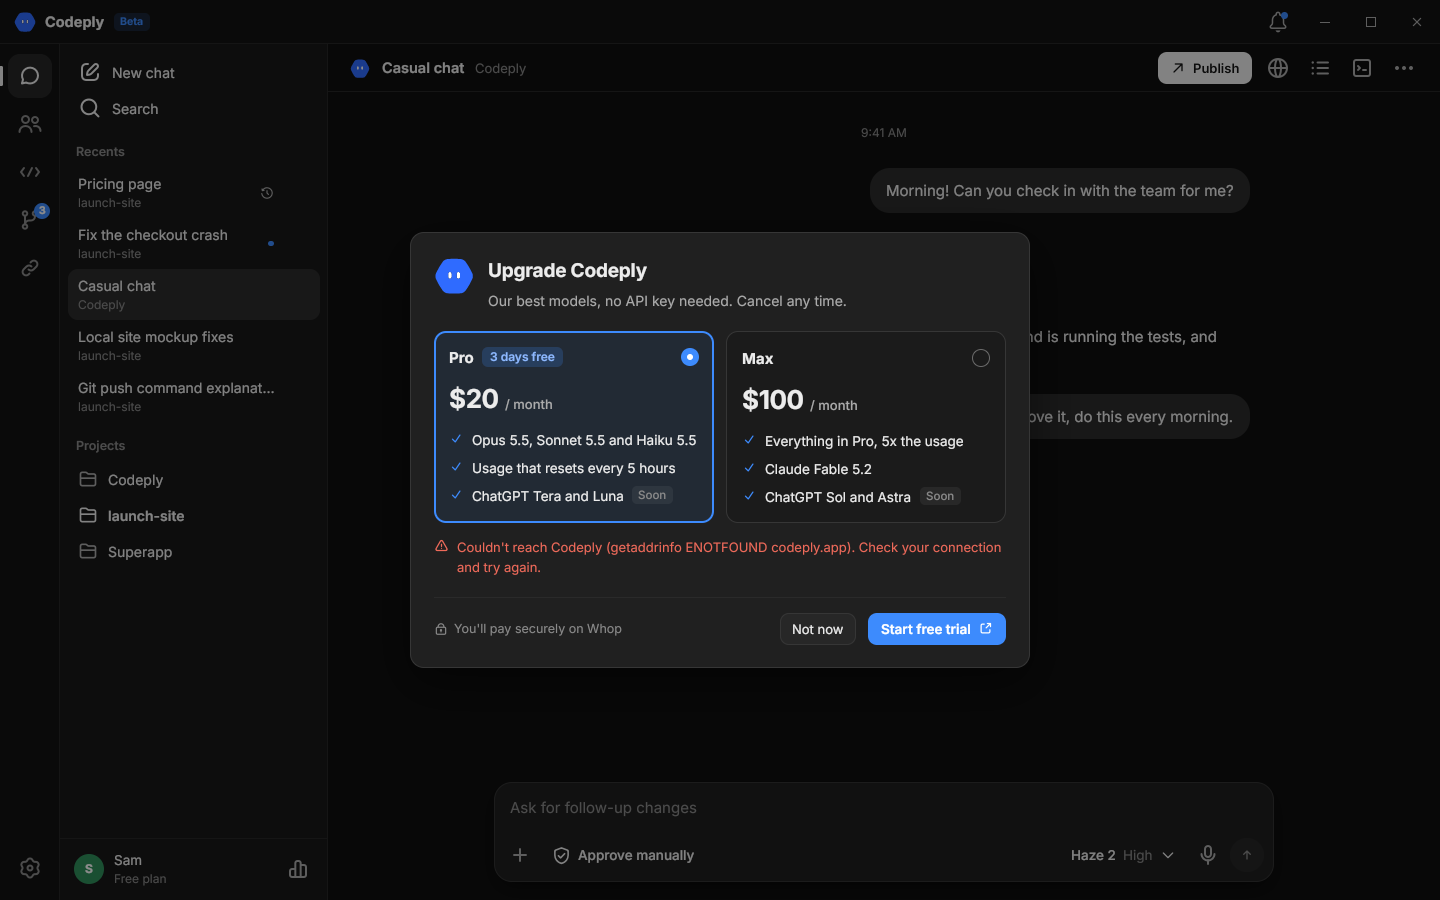 Codeply Beta
New chat
Search
Recents
Pricing page
launch-site
3
Fix the checkout crash
launch-site
Casual chat
Codeply
Local site mockup fixes
launch-site
Git push command explanat...
launch-site
Projects
Codeply
launch-site
Superapp
S
Sam
Free plan
Casual chat Codeply
Publish
9:41 AM
Morning! Can you check in with the team for me?
is running the tests, and
it, do this every morning.
Upgrade Codeply
Our best models, no API key needed. Cancel any time.
Pro 3 days free
$20 / month
Opus 5.5, Sonnet 5.5 and Haiku 5.5
Usage that resets every 5 hours
ChatGPT Tera and Luna Soon
Max
$100 / month
Everything in Pro, 5x the usage
Claude Fable 5.2
ChatGPT Sol and Astra Soon
Couldn't reach Codeply (getaddrinfo ENOTFOUND codeply.app). Check your connection
and try again.
You'll pay securely on Whop
Not now
Start free trial
Ask for follow-up changes
Approve manually
Haze 2 High